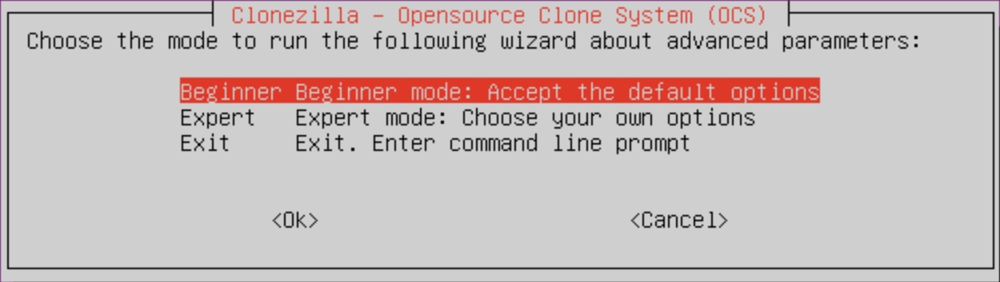 Clonezilla - Opensource Clone System (OCS)
Choose the mode to run the following wizard about advanced parameters:
Beginner Beginner mode: Accept the default options
Expert Expert mode: Choose your own options
Exit Exit. Enter command line prompt
<Ok> <Cancel>